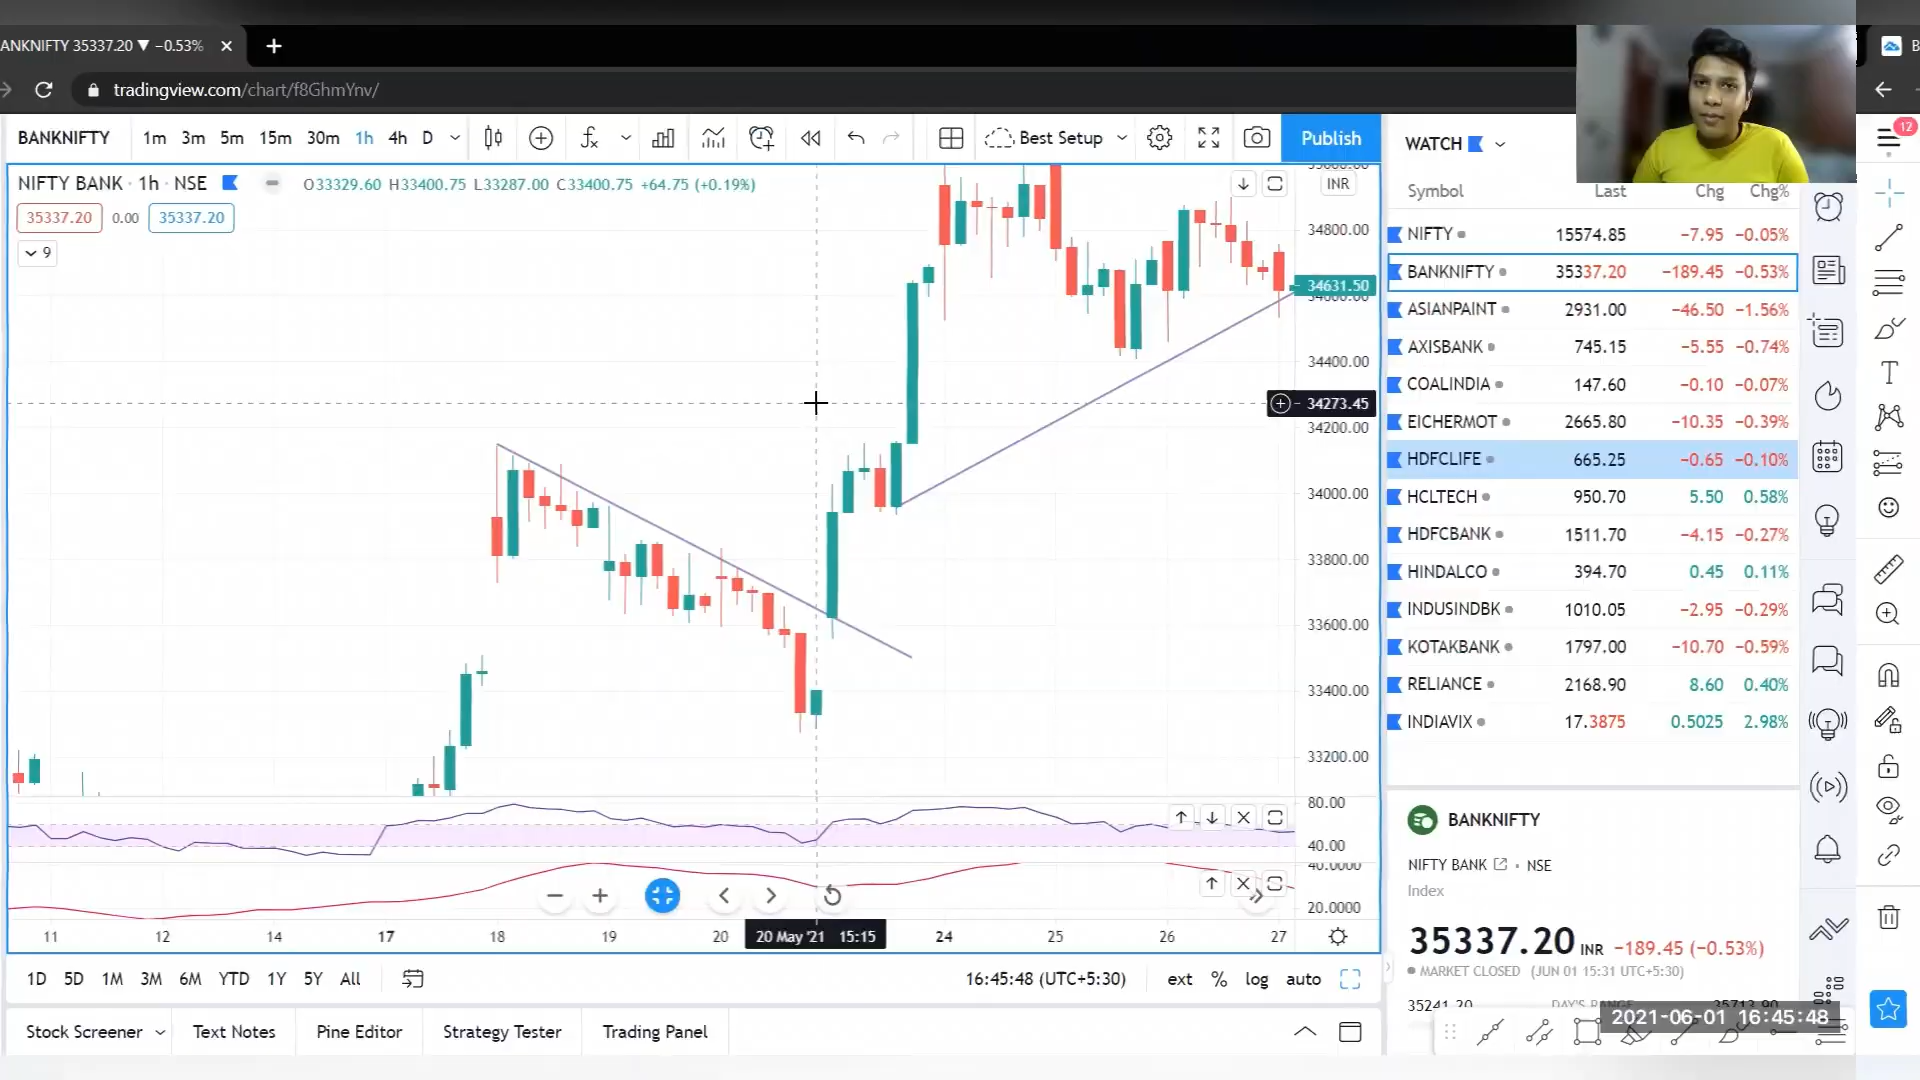 ANKNIFTY 35337.20 ▼ −0.53%
B
tradingview.com/chart/f8GhmYnv/
BANKNIFTY 1m 3m 5m 15m 30m 1h 4h D Best Setup Publish
WATCH
12
NIFTY BANK · 1h · NSE O33329.60 H33400.75 L33287.00 C33400.75 +64.75 (+0.19%)
INR
35337.20 0.00 35337.20
9
34800.00
34631.50
34400.00
34273.45
34200.00
34000.00
33800.00
33600.00
33400.00
33200.00
80.00
40.00
40.0000
20.0000
11 12 14 17 18 19 20 20 May '21 15:15 24 25 26 27
1D 5D 1M 3M 6M YTD 1Y 5Y All
16:45:48 (UTC+5:30) ext % log auto
Stock Screener Text Notes Pine Editor Strategy Tester Trading Panel
Symbol Last Chg Chg%
NIFTY 15574.85 −7.95 −0.05%
BANKNIFTY 35337.20 −189.45 −0.53%
ASIANPAINT 2931.00 −46.50 −1.56%
AXISBANK 745.15 −5.55 −0.74%
COALINDIA 147.60 −0.10 −0.07%
EICHERMOT 2665.80 −10.35 −0.39%
HDFCLIFE 665.25 −0.65 −0.10%
HCLTECH 950.70 5.50 0.58%
HDFCBANK 1511.70 −4.15 −0.27%
HINDALCO 394.70 0.45 0.11%
INDUSINDBK 1010.05 −2.95 −0.29%
KOTAKBANK 1797.00 −10.70 −0.59%
RELIANCE 2168.90 8.60 0.40%
INDIAVIX 17.3875 0.5025 2.98%
BANKNIFTY
NIFTY BANK · NSE
Index
35337.20 INR −189.45 (−0.53%)
MARKET CLOSED (JUN 01 15:31 UTC+5:30)
35241.20 DAY'S RANGE 35713.90
2021-06-01 16:45:48